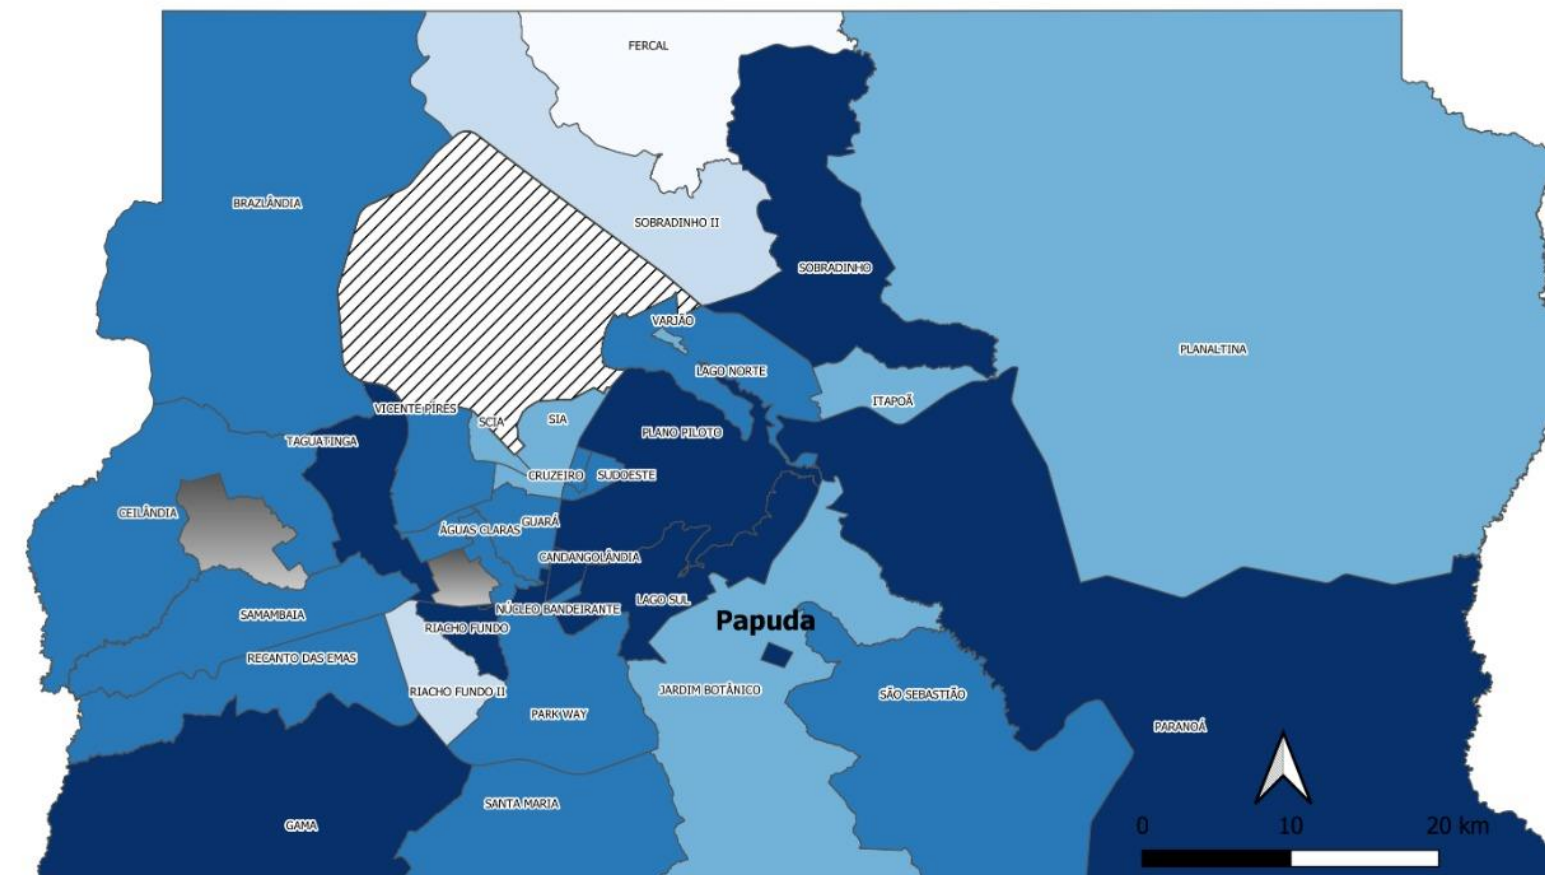 FERCAL
BRAZLÂNDIA
SOBRADINHO II
SOBRADINHO
VARJÃO
PLANALTINA
LAGO NORTE
ITAPOÃ
VICENTE PIRES
SCIA
SIA
TAGUATINGA
PLANO PILOTO
CRUZEIRO
SUDOESTE
CEILÂNDIA
ÁGUAS CLARAS
GUARÁ
CANDANGOLÂNDIA
SAMAMBAIA
NÚCLEO BANDEIRANTE
LAGO SUL
RIACHO FUNDO
Papuda
RECANTO DAS EMAS
RIACHO FUNDO II
JARDIM BOTÂNICO
SÃO SEBASTIÃO
PARK WAY
PARANOÁ
SANTA MARIA
GAMA
0 10 20 km